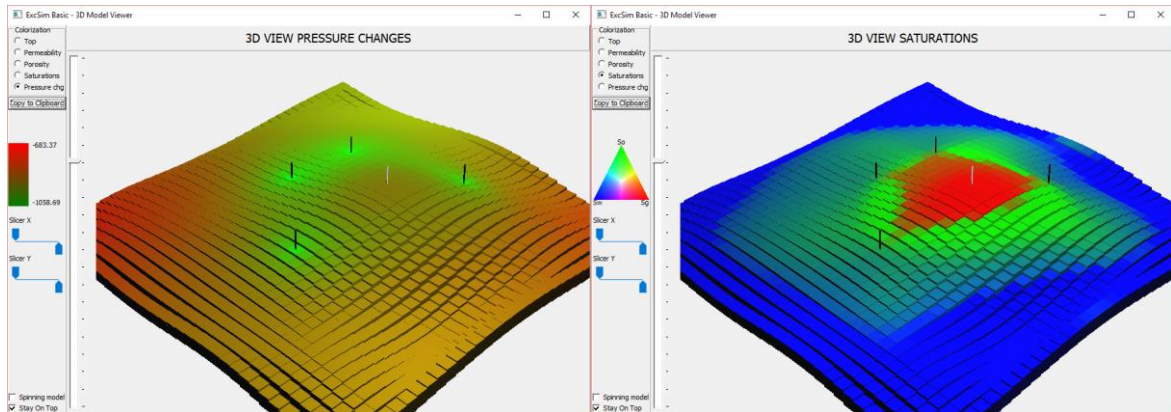 ExcSim Basic - 3D Model Viewer
Colorization
Top
Permeability
Porosity
Saturations
Pressure chg
Copy to Clipboard
3D VIEW PRESSURE CHANGES
-683.37
-1058.69
Slicer X
Slicer Y
Spinning model
Stay On Top
ExcSim Basic - 3D Model Viewer
Colorization
Top
Permeability
Porosity
Saturations
Pressure chg
Copy to Clipboard
3D VIEW SATURATIONS
So
Sw Sg
Slicer X
Slicer Y
Spinning model
Stay On Top